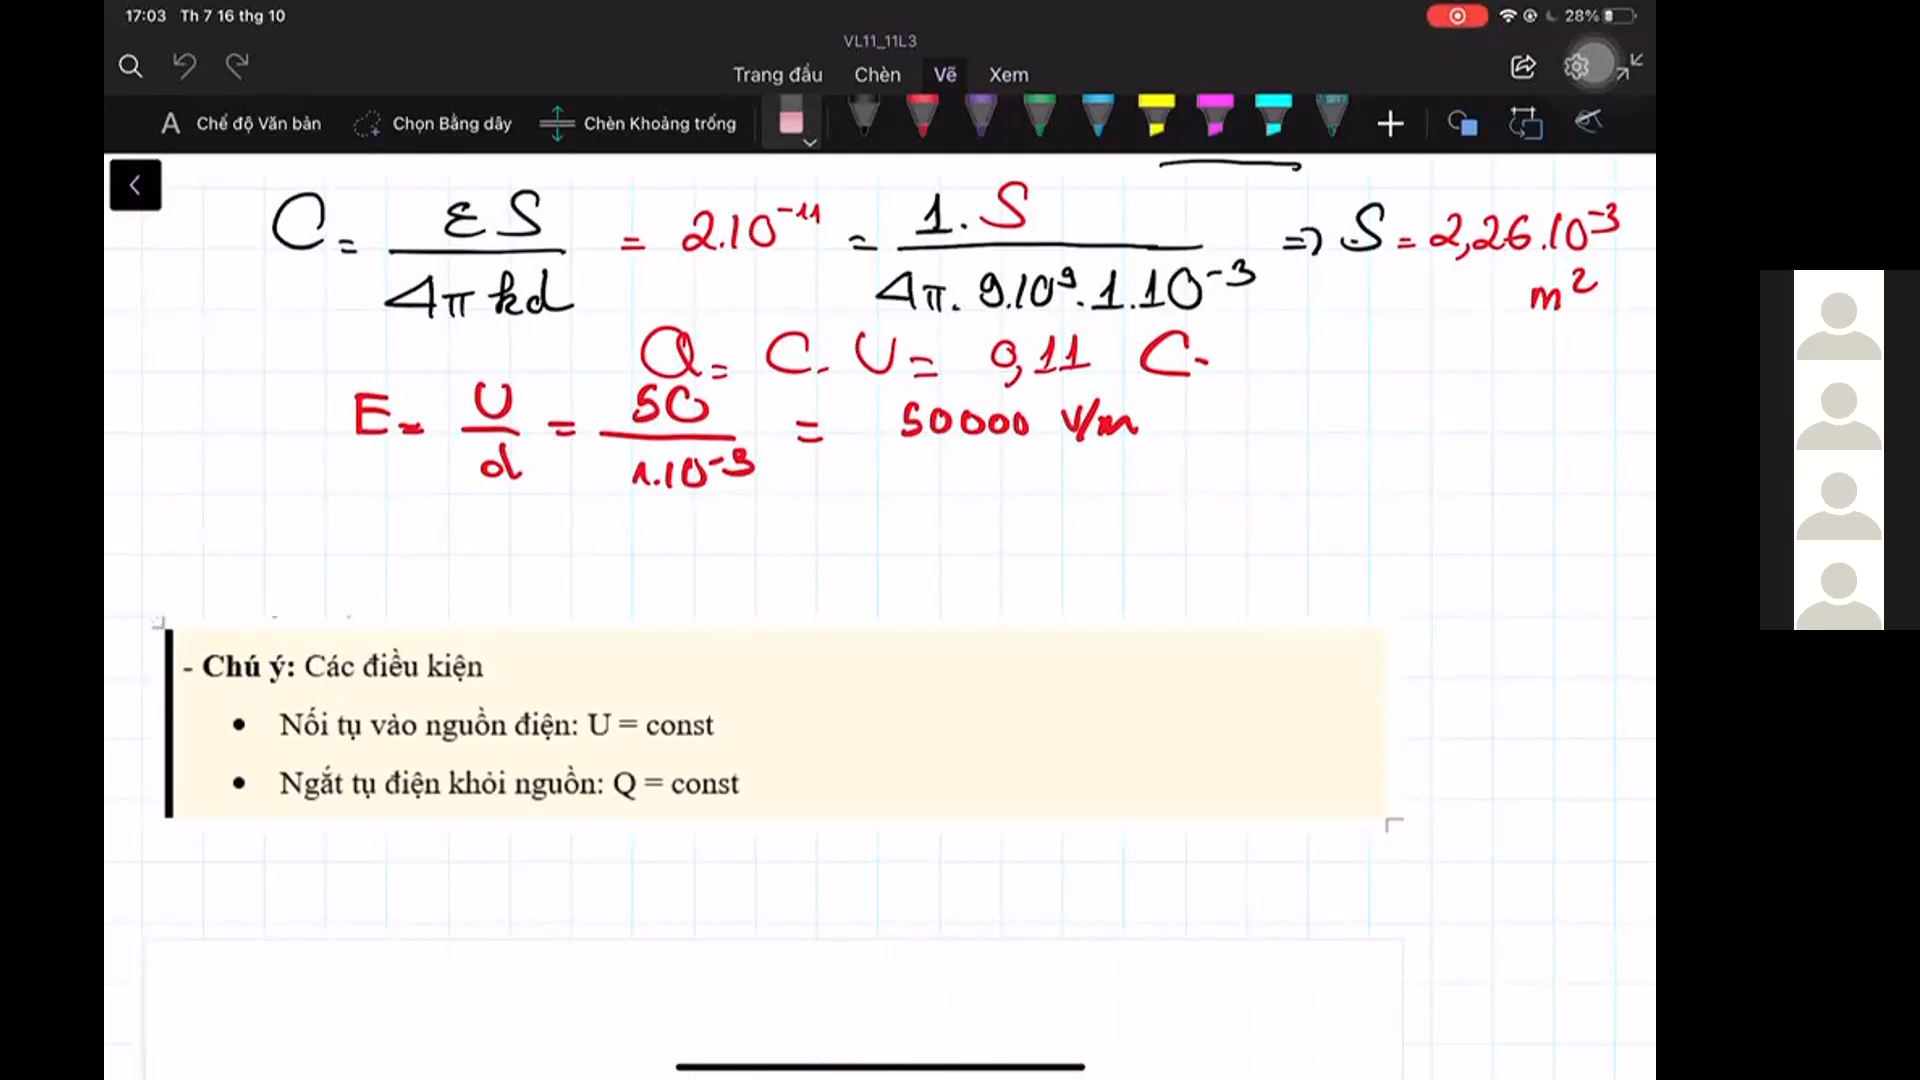 17:03 Th 7 16 thg 10
28%
VL11_11L3
Trang đầu Chèn Vẽ Xem
A Chế độ Văn bản Chọn Bằng dây Chèn Khoảng trống
C = εS / 4π kd = 2.10⁻¹¹ = 1.S / 4π. 9.10⁹. 1.10⁻³ => S = 2,26.10⁻³ m²
Q = C. U = 0,11 C.
E = U / d = 50 / 1.10⁻³ = 50000 V/m
- Chú ý: Các điều kiện
• Nối tụ vào nguồn điện: U = const
• Ngắt tụ điện khỏi nguồn: Q = const